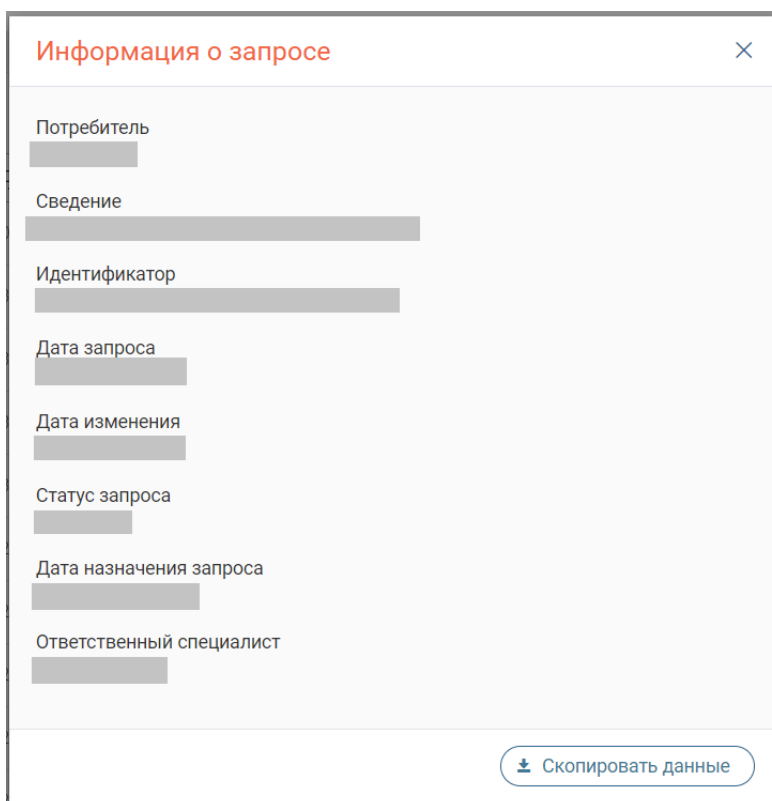 Информация о запросе
Потребитель
Сведение
Идентификатор
Дата запроса
Дата изменения
Статус запроса
Дата назначения запроса
Ответственный специалист
Скопировать данные